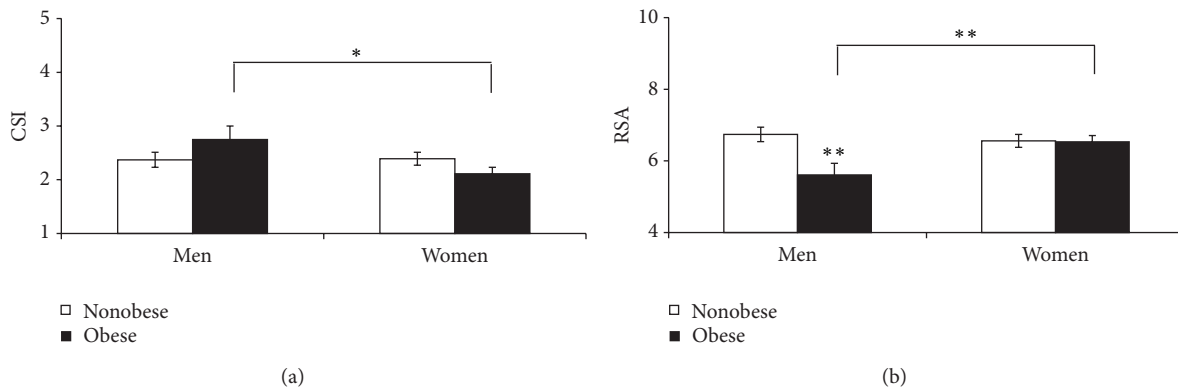 5
4
3
2
1
CSI
*
Men
Women
Nonobese
Obese
(a)
10
8
6
4
RSA
**
**
Men
Women
Nonobese
Obese
(b)